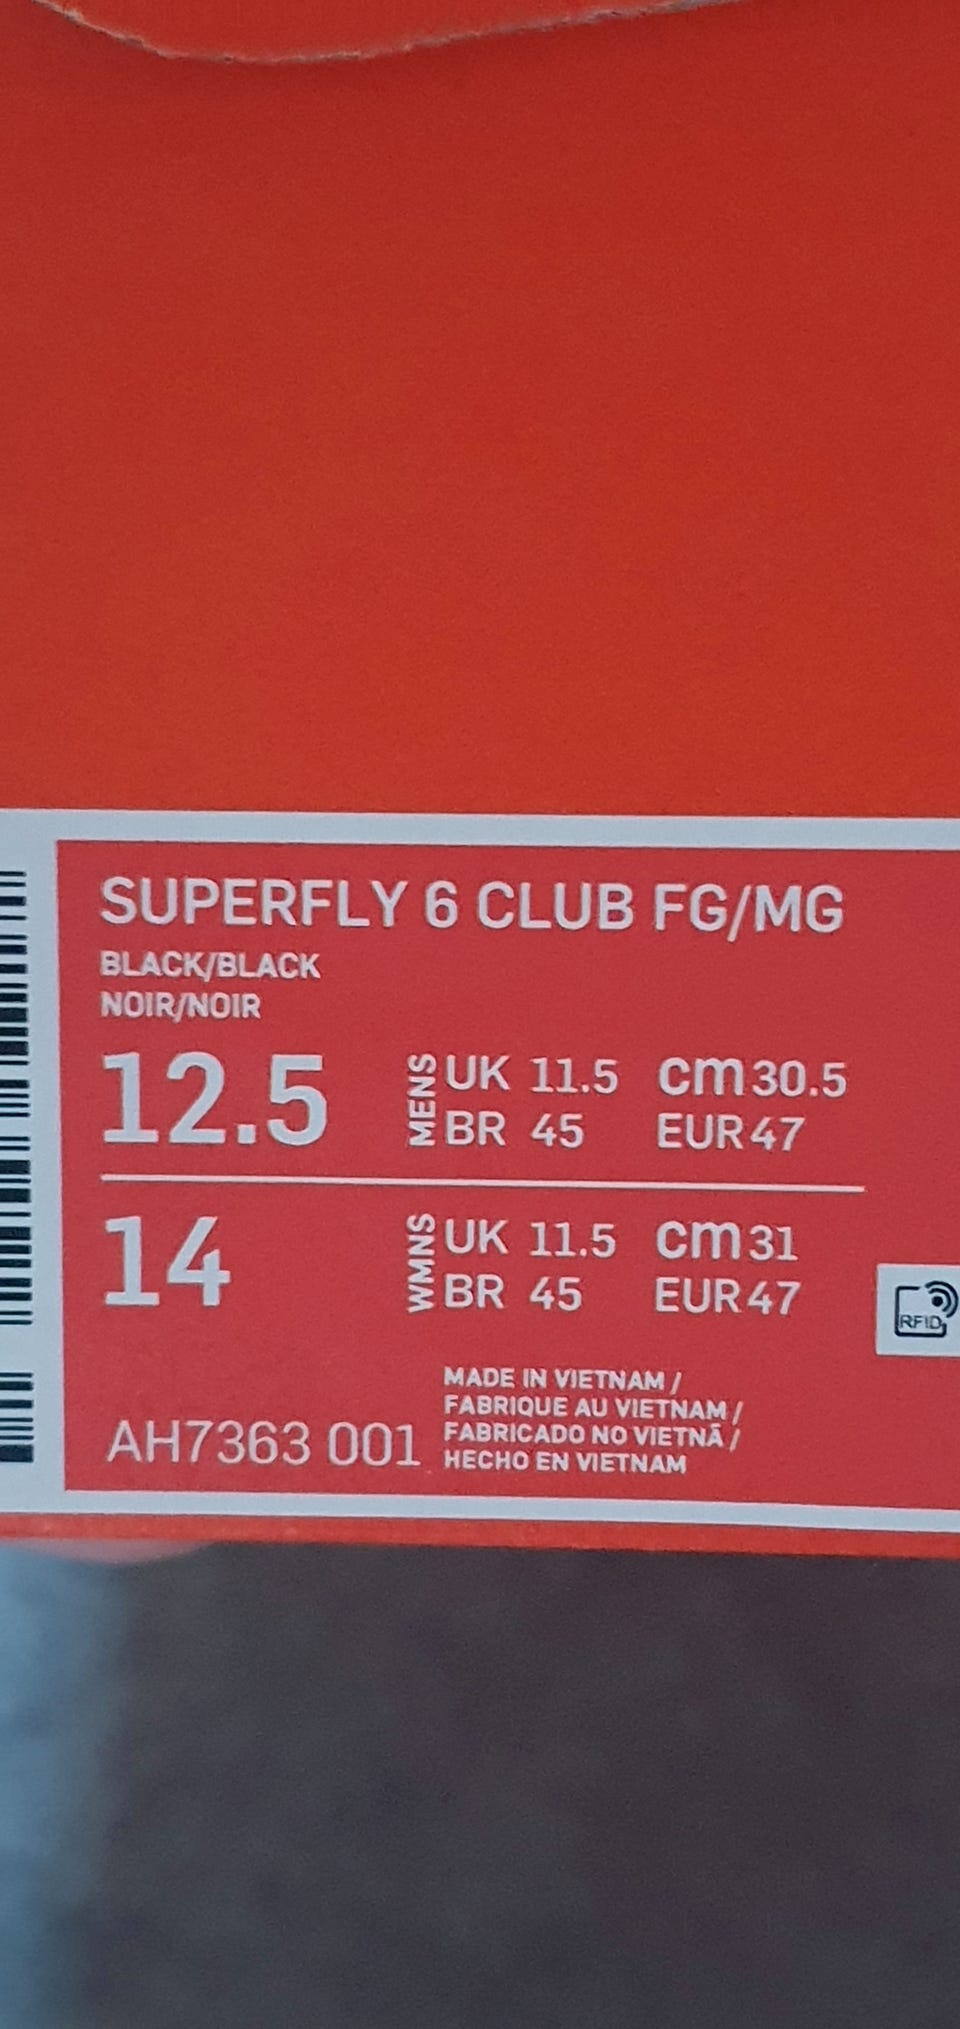 SUPERFLY 6 CLUB FG/MG
BLACK/BLACK
NOIR/NOIR
12.5 MENS UK 11.5 cm 30.5
BR 45 EUR 47
14 WMNS UK 11.5 cm 31
BR 45 EUR 47
RFID
MADE IN VIETNAM /
FABRIQUE AU VIETNAM /
FABRICADO NO VIETNÃ /
HECHO EN VIETNAM
AH7363 001